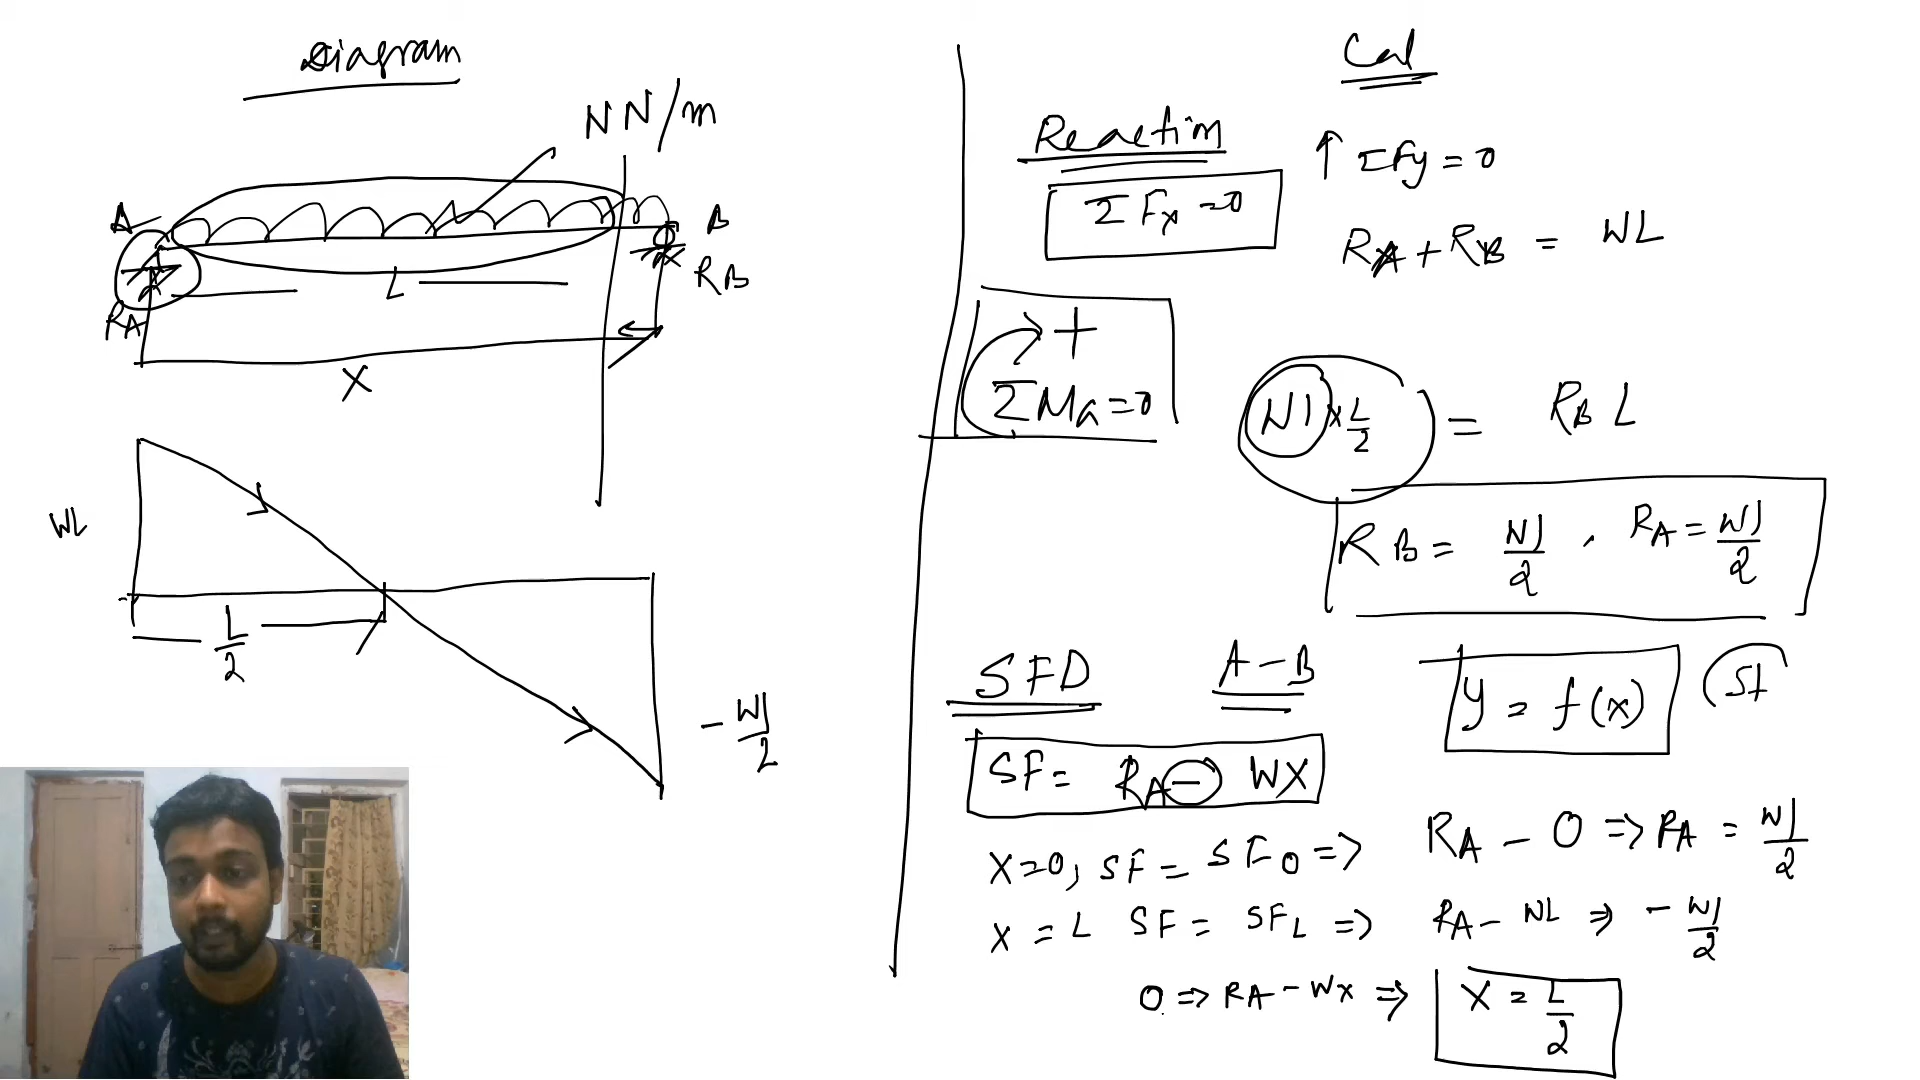 Diagram
N N/m
A
B
RA
L
RB
X
WL
L/2
- Wl/2
Cal
Reaction
ΣFx = 0
↑ ΣFy = 0
RA + RB = WL
+
ΣMa = 0
Wl × L/2 = RB L
RB = Wl/2 , RA = Wl/2
SFD
A - B
y = f(x)
SF = RA - WX
X=0, SF = SF0 => RA - 0 => RA = Wl/2
X = L SF = SFL => RA - WL => - Wl/2
0 => RA - WX => X = L/2